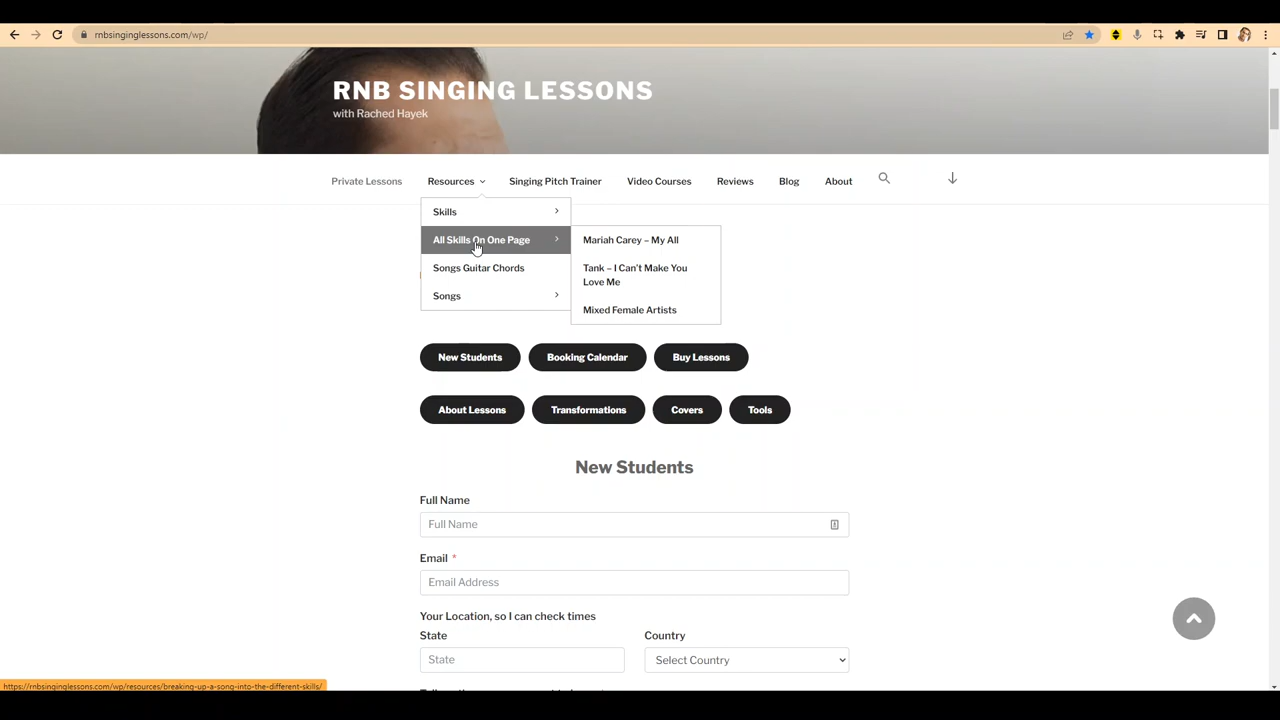 rnbsinginglessons.com/wp/
RNB SINGING LESSONS
with Rached Hayek
Private Lessons
Resources
Singing Pitch Trainer
Video Courses
Reviews
Blog
About
Skills
All Skills On One Page
Songs Guitar Chords
Songs
Mariah Carey – My All
Tank – I Can't Make You
Love Me
Mixed Female Artists
New Students
Booking Calendar
Buy Lessons
About Lessons
Transformations
Covers
Tools
New Students
Full Name
Full Name
Email *
Email Address
Your Location, so I can check times
State
Country
State
Select Country
https://rnbsinginglessons.com/wp/resources/breaking-up-a-song-into-the-different-skills/